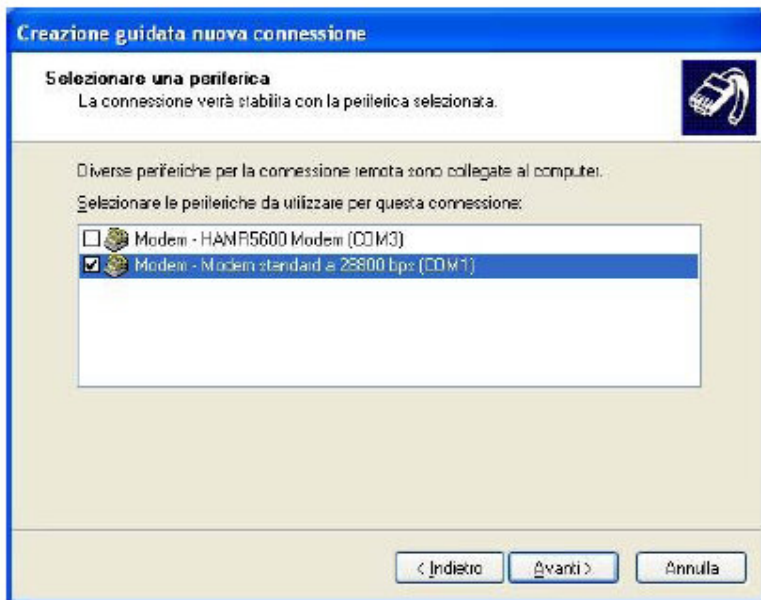 Creazione guidata nuova connessione
Selezionare una periferica
La connessione verrà stabilita con la periferica selezionata.
Diverse periferiche per la connessione remota sono collegate al computer.
Selezionare le periferiche da utilizzare per questa connessione:
Modem - HAMR5600 Modem (COM3)
Modem - Modem standard a 28800 bps (COM1)
< Indietro
Avanti >
Annulla